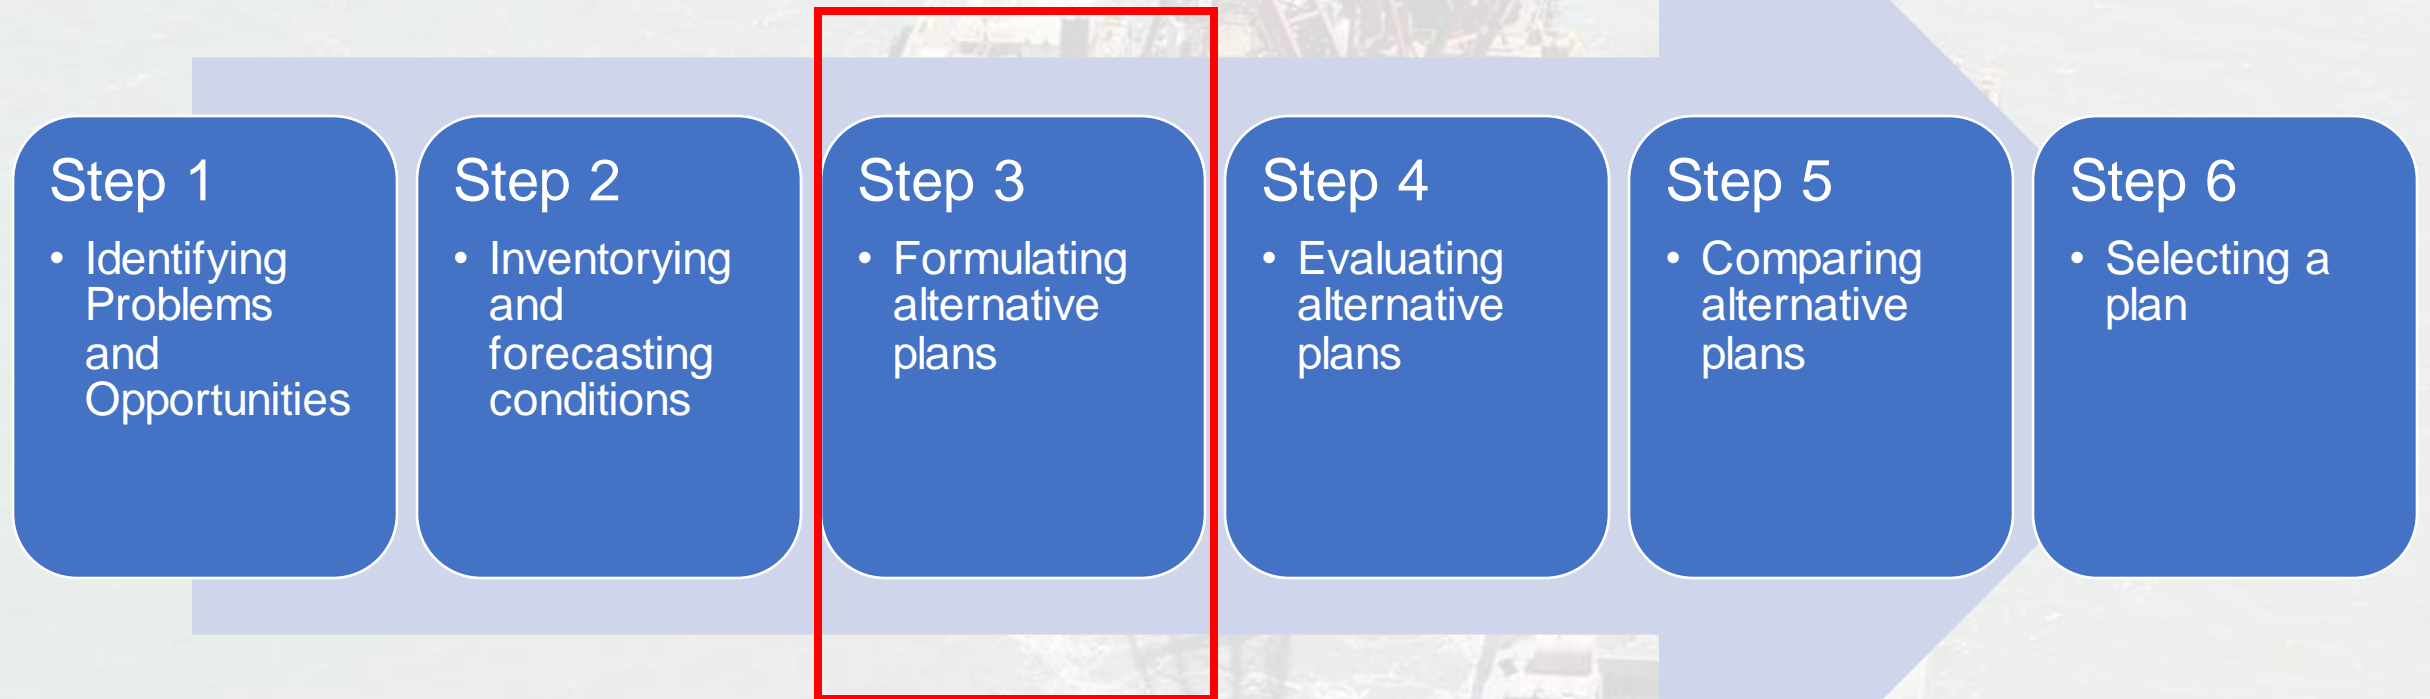 Step 1
• Identifying
Problems
and
Opportunities
Step 2
• Inventorying
and
forecasting
conditions
Step 3
• Formulating
alternative
plans
Step 4
• Evaluating
alternative
plans
Step 5
• Comparing
alternative
plans
Step 6
• Selecting a
plan